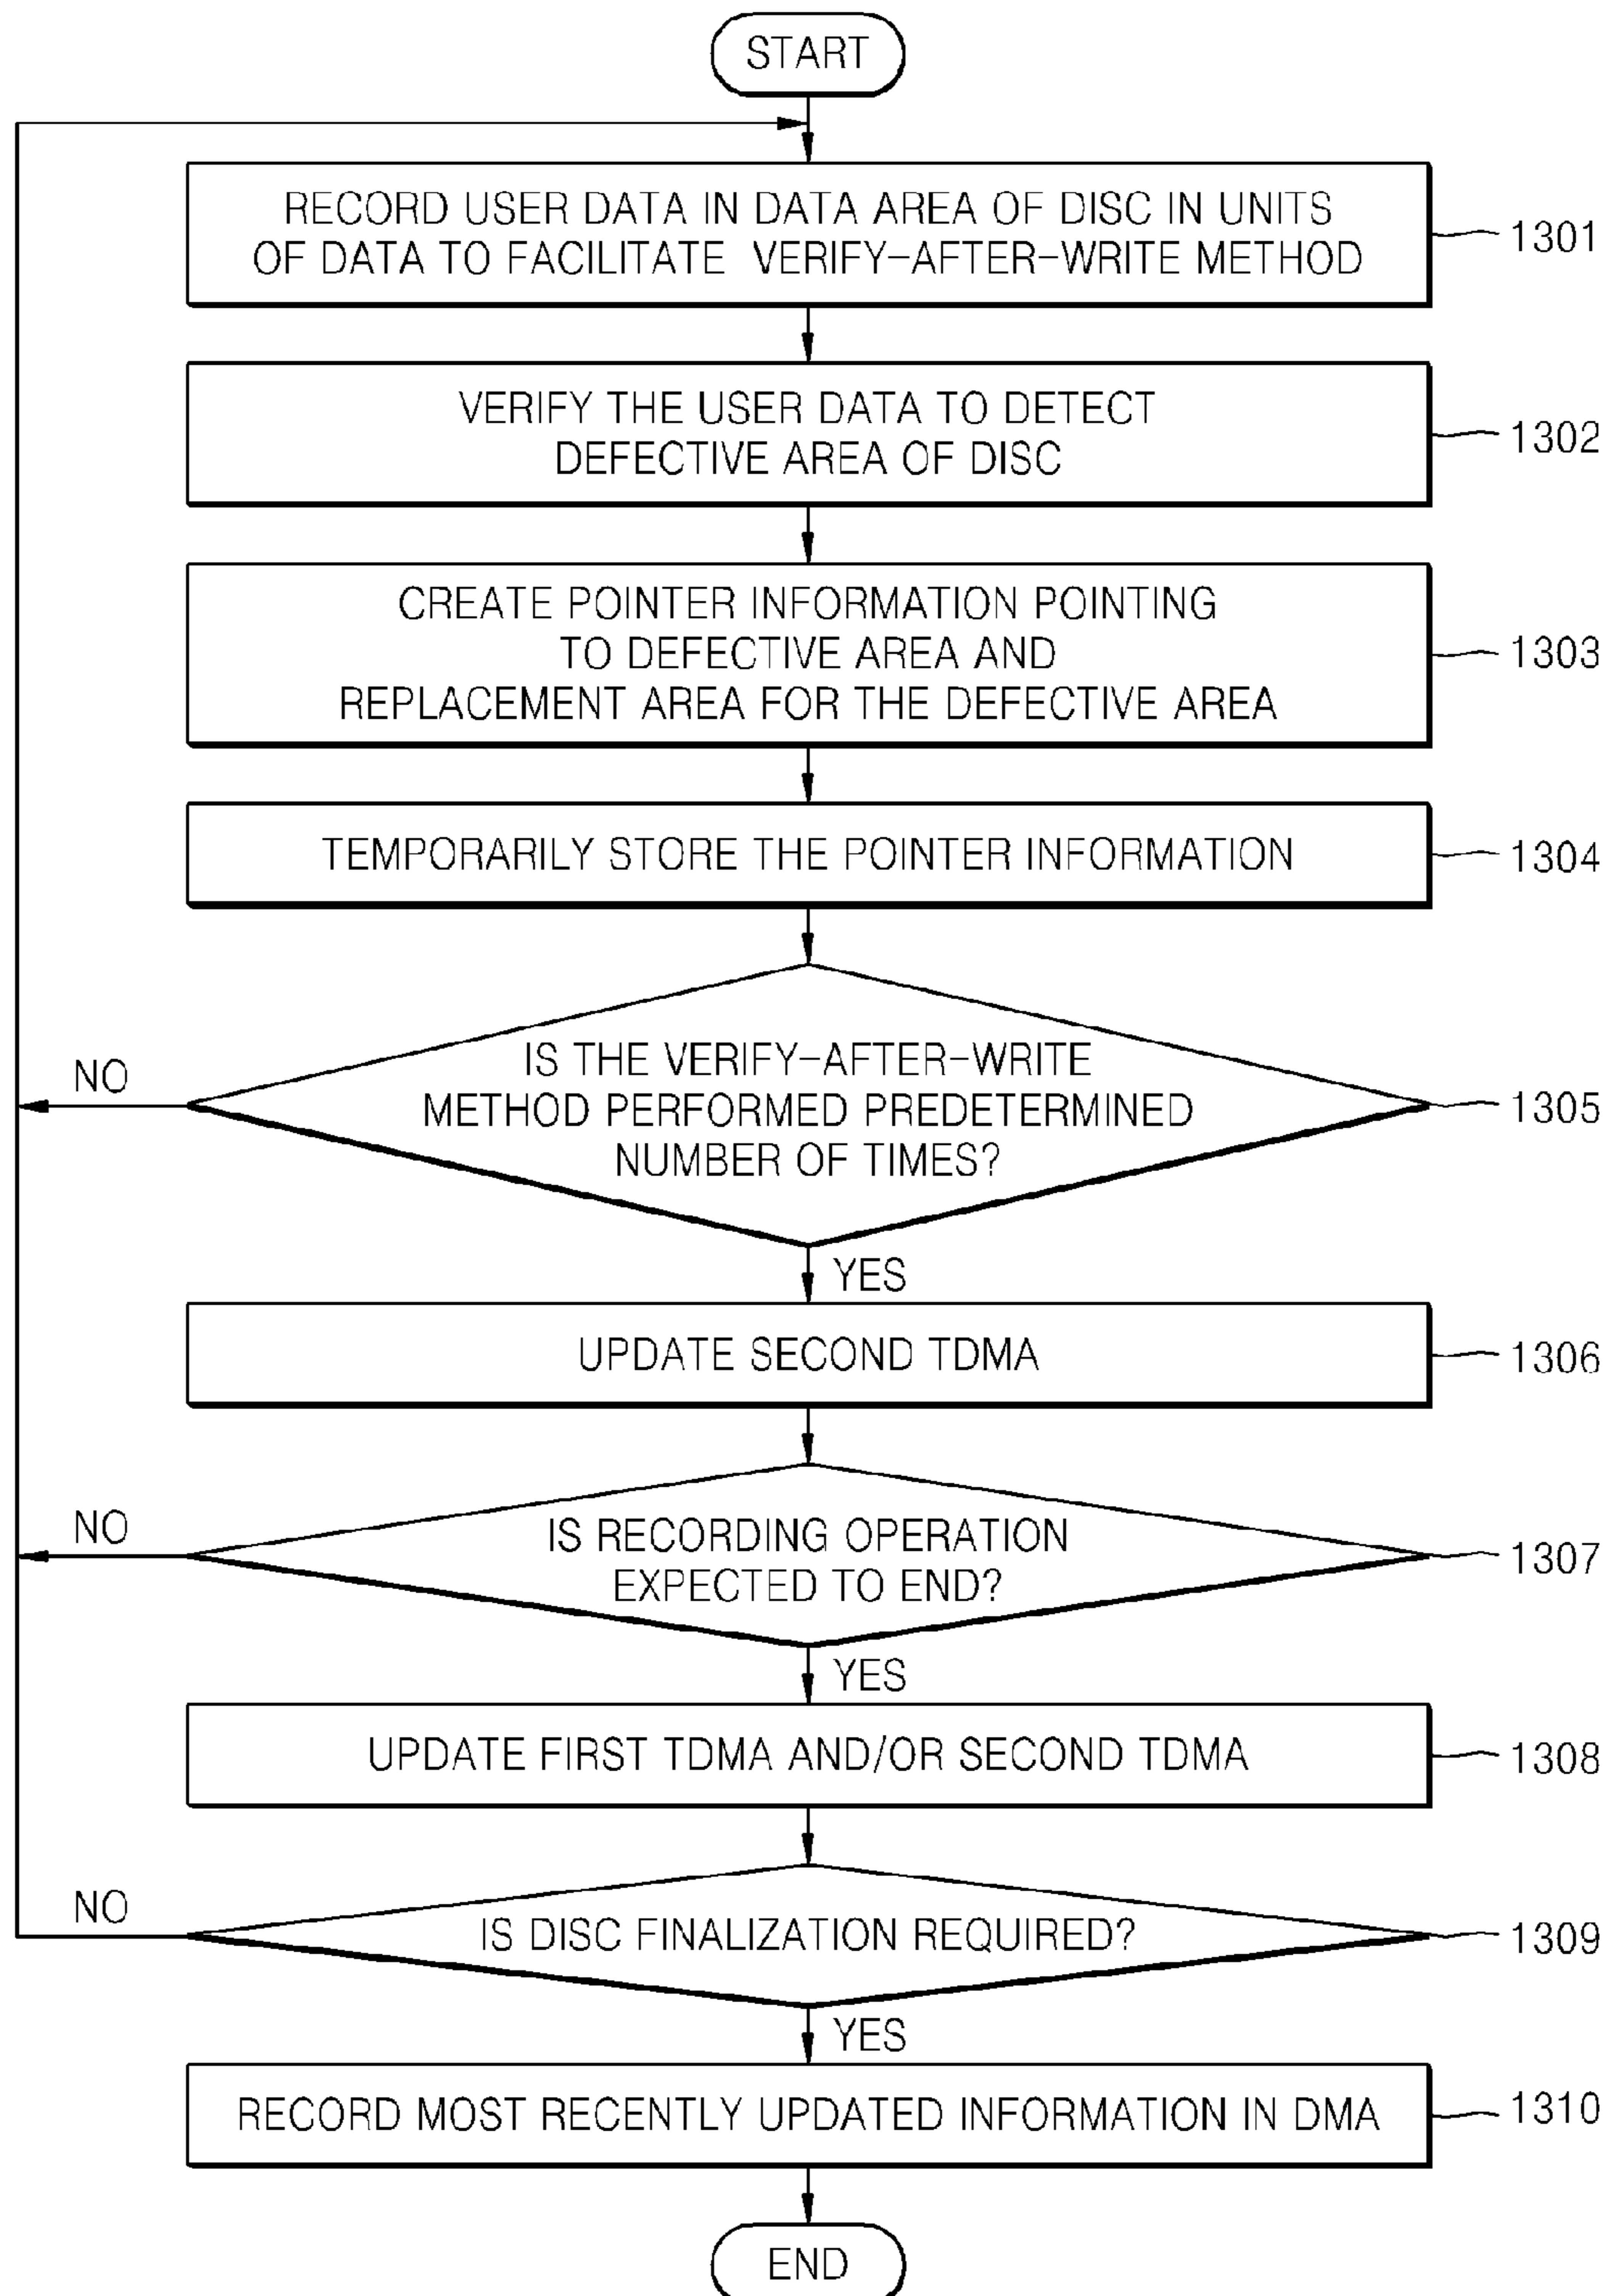 START
RECORD USER DATA IN DATA AREA OF DISC IN UNITS
OF DATA TO FACILITATE VERIFY-AFTER-WRITE METHOD
1301
VERIFY THE USER DATA TO DETECT
DEFECTIVE AREA OF DISC
1302
CREATE POINTER INFORMATION POINTING
TO DEFECTIVE AREA AND
REPLACEMENT AREA FOR THE DEFECTIVE AREA
1303
TEMPORARILY STORE THE POINTER INFORMATION
1304
IS THE VERIFY-AFTER-WRITE
METHOD PERFORMED PREDETERMINED
NUMBER OF TIMES?
1305
NO
YES
UPDATE SECOND TDMA
1306
IS RECORDING OPERATION
EXPECTED TO END?
1307
NO
YES
UPDATE FIRST TDMA AND/OR SECOND TDMA
1308
IS DISC FINALIZATION REQUIRED?
1309
NO
YES
RECORD MOST RECENTLY UPDATED INFORMATION IN DMA
1310
END